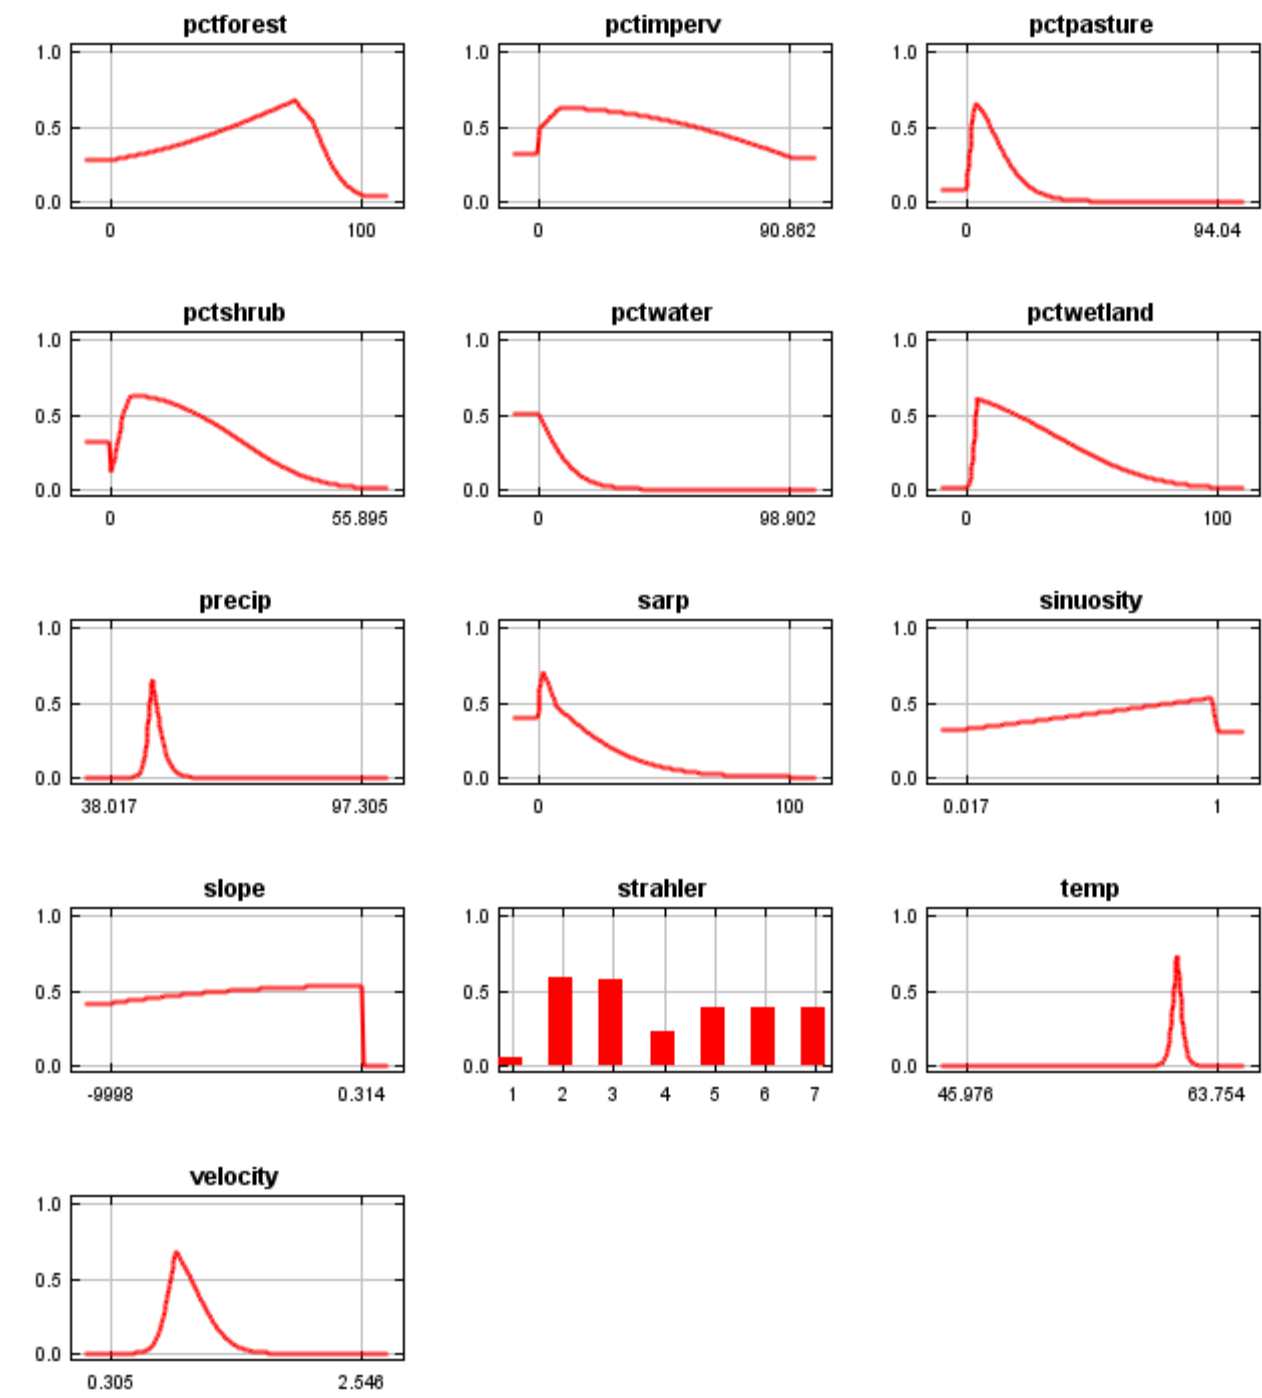 pctforest pctimperv pctpasture
1.0 1.0 1.0
0.5 0.5 0.5
0.0 0.0 0.0
0 100 0 90.862 0 94.04
pctshrub pctwater pctwetland
1.0 1.0 1.0
0.5 0.5 0.5
0.0 0.0 0.0
0 55.895 0 98.902 0 100
precip sarp sinuosity
1.0 1.0 1.0
0.5 0.5 0.5
0.0 0.0 0.0
38.017 97.305 0 100 0.017 1
slope strahler temp
1.0 1.0 1.0
0.5 0.5 0.5
0.0 0.0 0.0
-9998 0.314 1 2 3 4 5 6 7 45.976 63.754
velocity
1.0
0.5
0.0
0.305 2.546